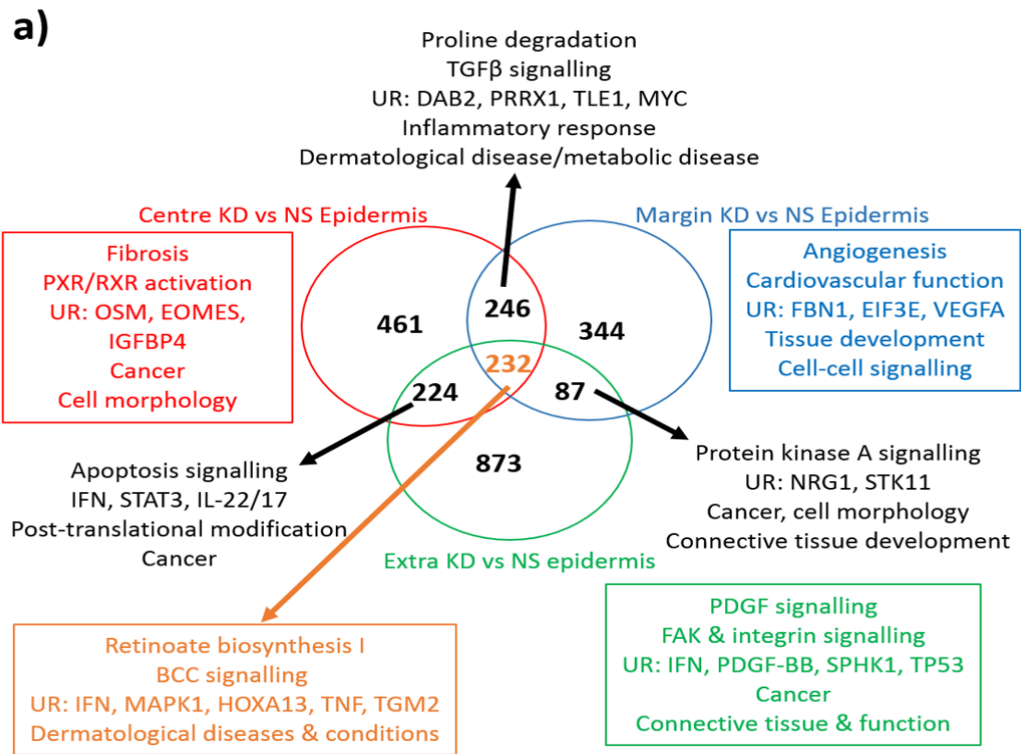 a)
Proline degradation
TGFβ signalling
UR: DAB2, PRRX1, TLE1, MYC
Inflammatory response
Dermatological disease/metabolic disease
Centre KD vs NS Epidermis
Margin KD vs NS Epidermis
Fibrosis
PXR/RXR activation
UR: OSM, EOMES,
IGFBP4
Cancer
Cell morphology
461
246
344
232
224
87
873
Angiogenesis
Cardiovascular function
UR: FBN1, EIF3E, VEGFA
Tissue development
Cell-cell signalling
Apoptosis signalling
IFN, STAT3, IL-22/17
Post-translational modification
Cancer
Protein kinase A signalling
UR: NRG1, STK11
Cancer, cell morphology
Connective tissue development
Extra KD vs NS epidermis
Retinoate biosynthesis I
BCC signalling
UR: IFN, MAPK1, HOXA13, TNF, TGM2
Dermatological diseases & conditions
PDGF signalling
FAK & integrin signalling
UR: IFN, PDGF-BB, SPHK1, TP53
Cancer
Connective tissue & function